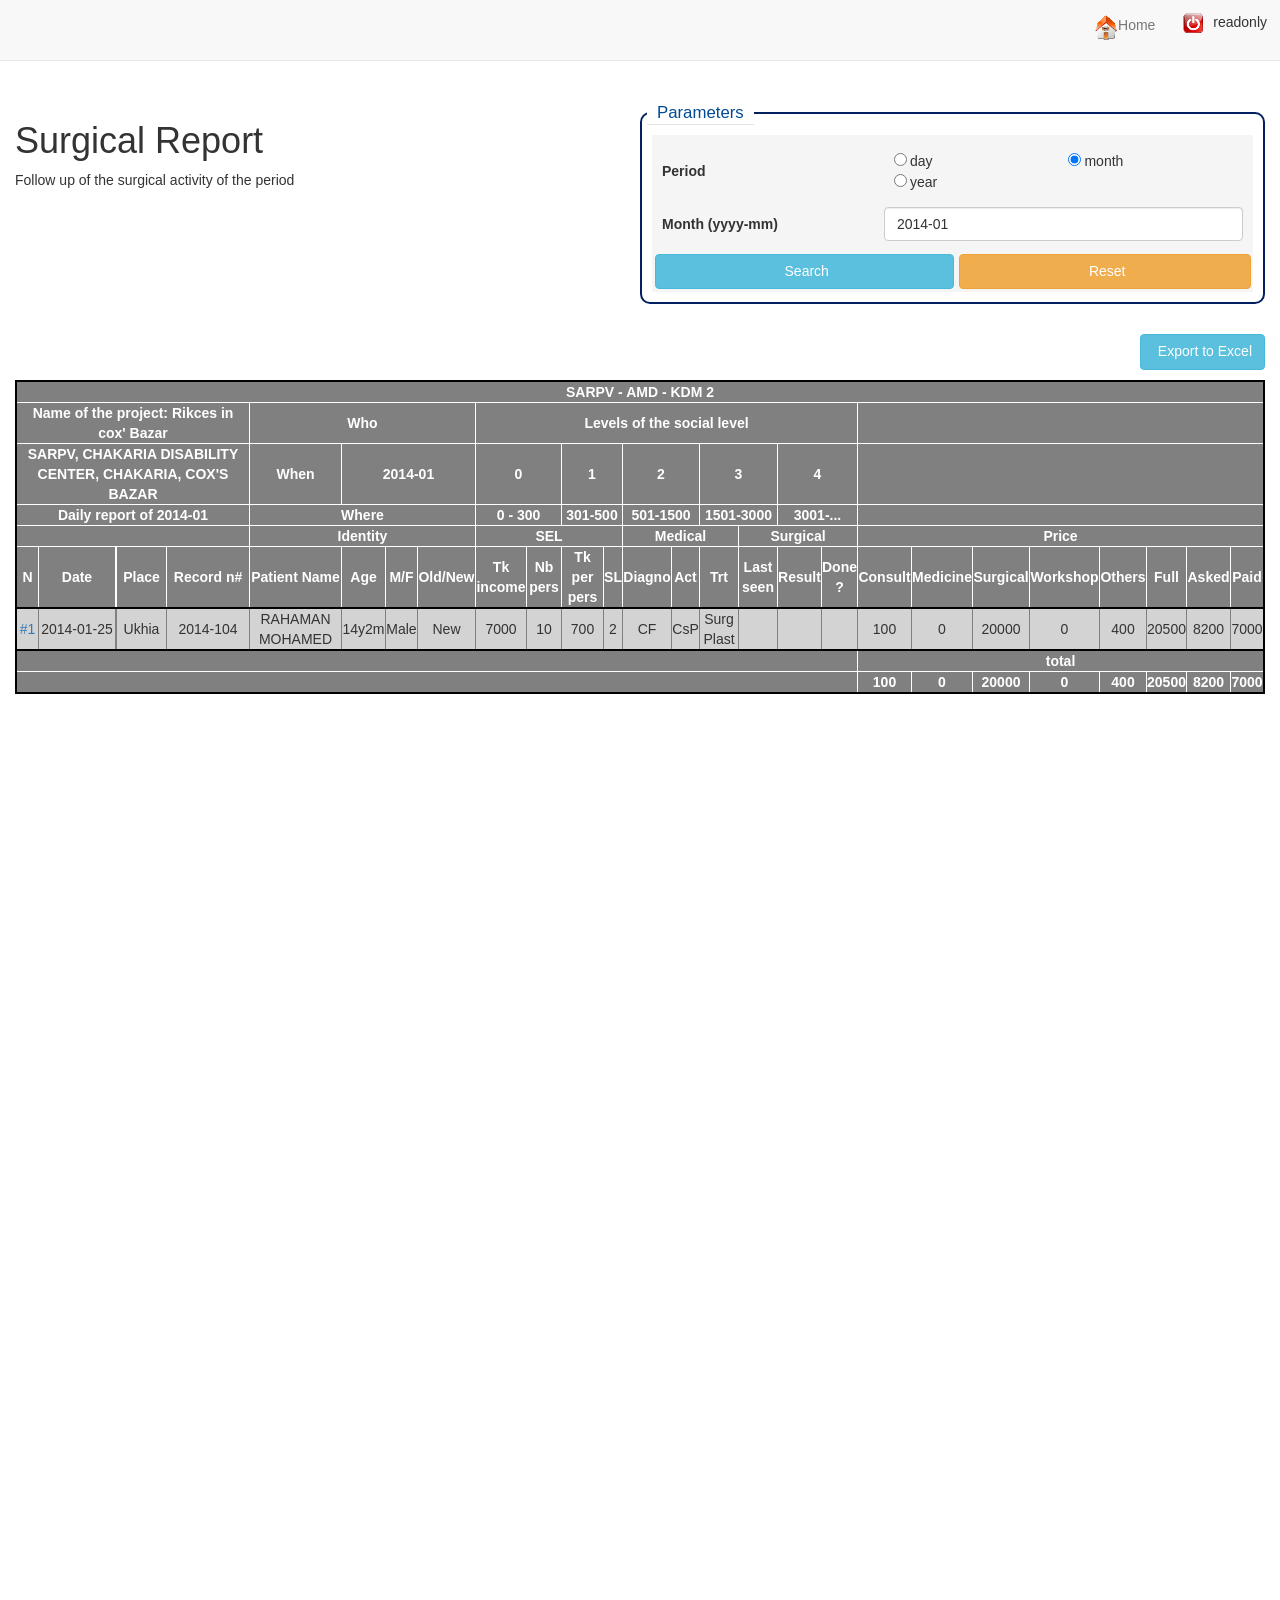 Home readonly
Surgical Report
Follow up of the surgical activity of the period
Parameters
Period
day month
year
Month (yyyy-mm) 2014-01
Search Reset
Export to Excel
SARPV - AMD - KDM 2
Name of the project: Rikces in
cox' Bazar
Who Levels of the social level
SARPV, CHAKARIA DISABILITY
CENTER, CHAKARIA, COX'S
BAZAR
When 2014-01 0 1 2 3 4
Daily report of 2014-01 Where 0 - 300 301-500 501-1500 1501-3000 3001-...
Identity SEL Medical Surgical Price
N Date Place Record n# Patient Name Age M/F Old/New Tk income Nb pers Tk per pers SL Diagno Act Trt Last seen Result Done ? Consult Medicine Surgical Workshop Others Full Asked Paid
#1 2014-01-25 Ukhia 2014-104 RAHAMAN MOHAMED 14y2m Male New 7000 10 700 2 CF CsP Surg Plast 100 0 20000 0 400 20500 8200 7000
total
100 0 20000 0 400 20500 8200 7000